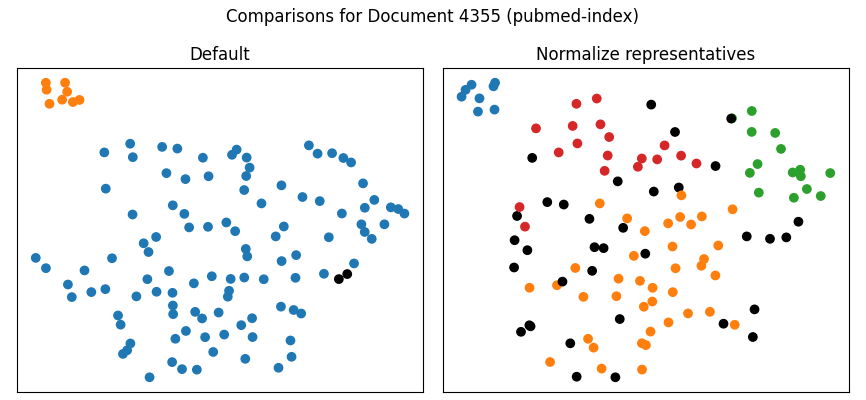 Comparisons for Document 4355 (pubmed-index)
Default
Normalize representatives